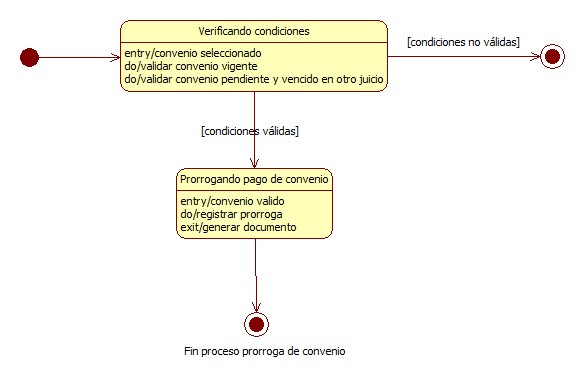 Verificando condiciones
entry/convenio seleccionado
do/validar convenio vigente
do/validar convenio pendiente y vencido en otro juicio
[condiciones no válidas]
[condiciones válidas]
Prorrogando pago de convenio
entry/convenio valido
do/registrar prorroga
exit/generar documento
Fin proceso prorroga de convenio